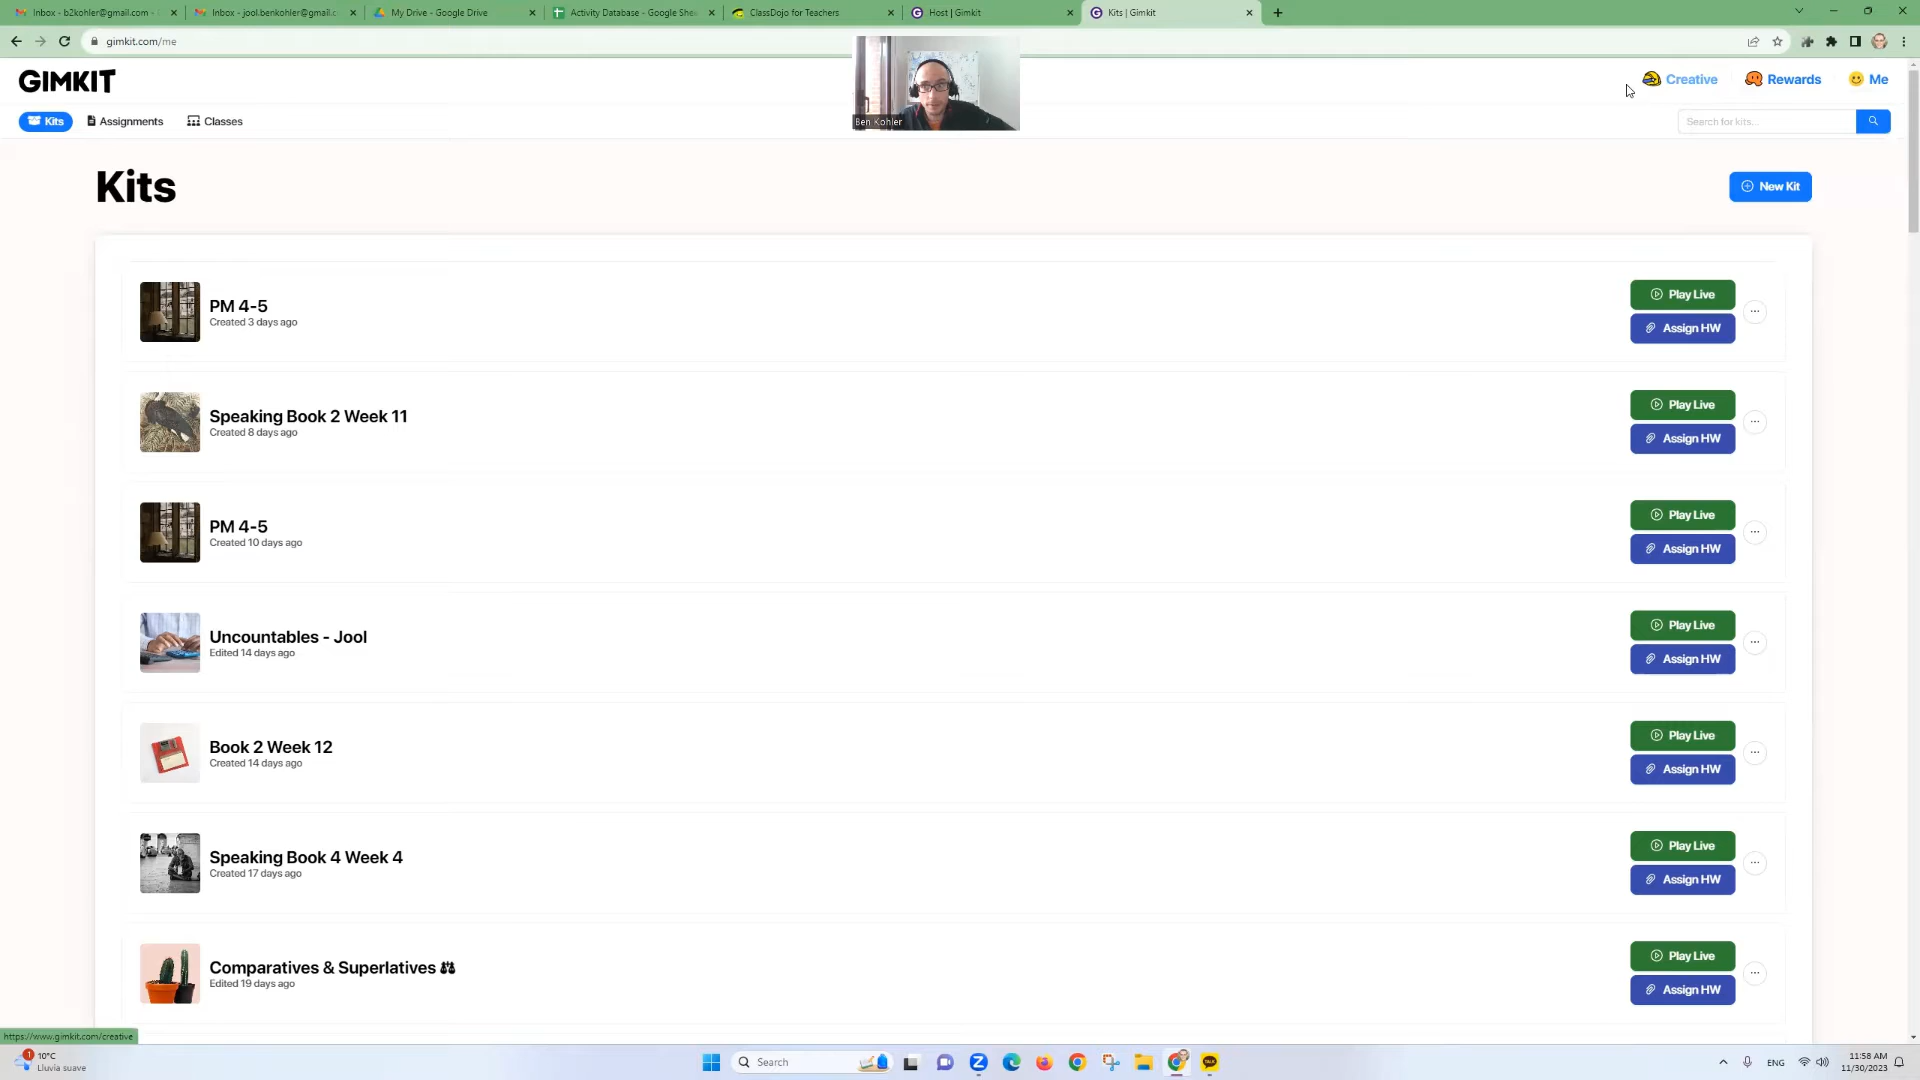 Inbox - b2kohler@gmail.com -
Inbox - jool.benkohler@gmail.c
My Drive - Google Drive
Activity Database - Google Shee
ClassDojo for Teachers
Host | Gimkit
Kits | Gimkit
gimkit.com/me
GIMKIT
Creative
Rewards
Me
Kits
Assignments
Classes
Search for kits...
Ben Kohler
Kits
New Kit
PM 4-5
Created 3 days ago
Play Live
Assign HW
Speaking Book 2 Week 11
Created 8 days ago
Play Live
Assign HW
PM 4-5
Created 10 days ago
Play Live
Assign HW
Uncountables - Jool
Edited 14 days ago
Play Live
Assign HW
Book 2 Week 12
Created 14 days ago
Play Live
Assign HW
Speaking Book 4 Week 4
Created 17 days ago
Play Live
Assign HW
Comparatives & Superlatives
Edited 19 days ago
Play Live
Assign HW
https://www.gimkit.com/creative
1
10°C
Lluvia suave
Search
TALK
ENG
11:58 AM
11/30/2023